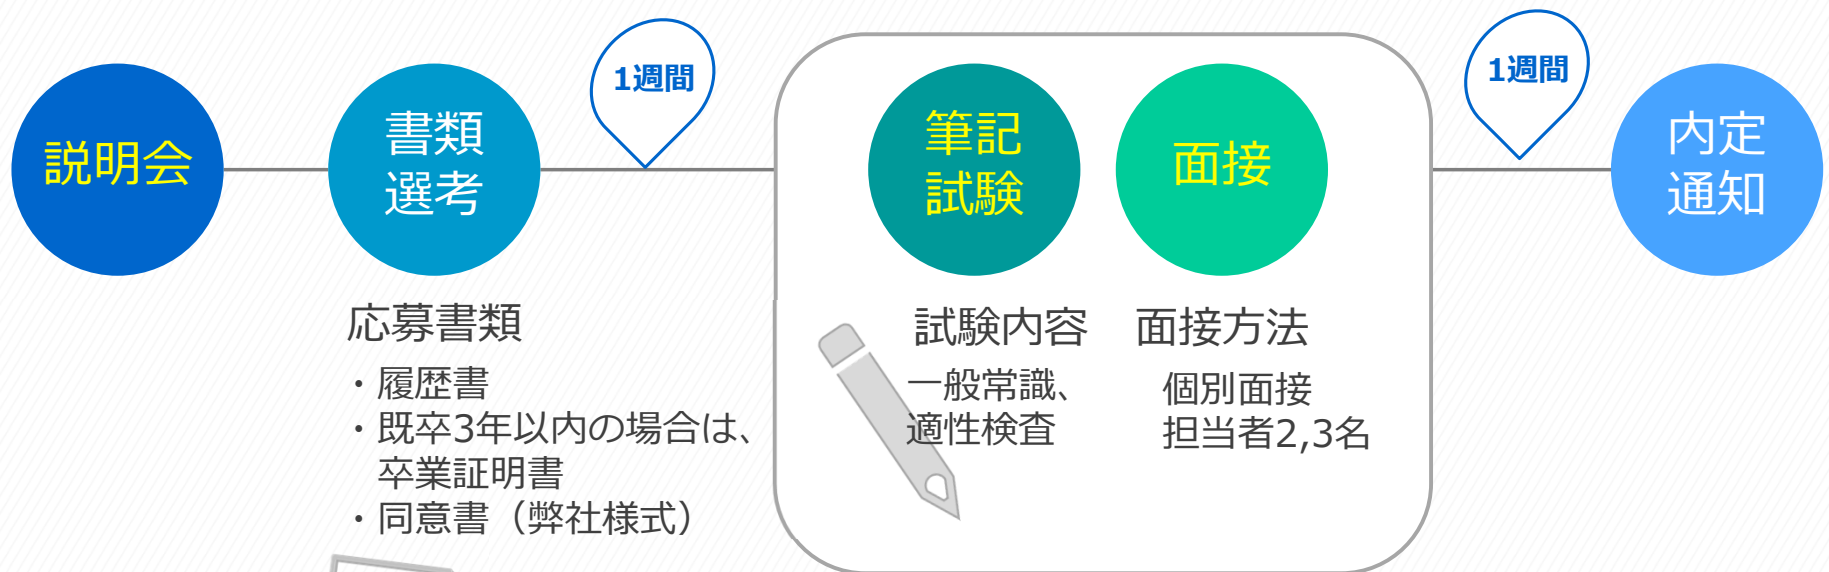 説明会
書類
選考
1週間
筆記
試験
面接
1週間
内定
通知
応募書類
・履歴書
・既卒3年以内の場合は、
卒業証明書
・同意書（弊社様式）
試験内容
一般常識、
適性検査
面接方法
個別面接
担当者2,3名